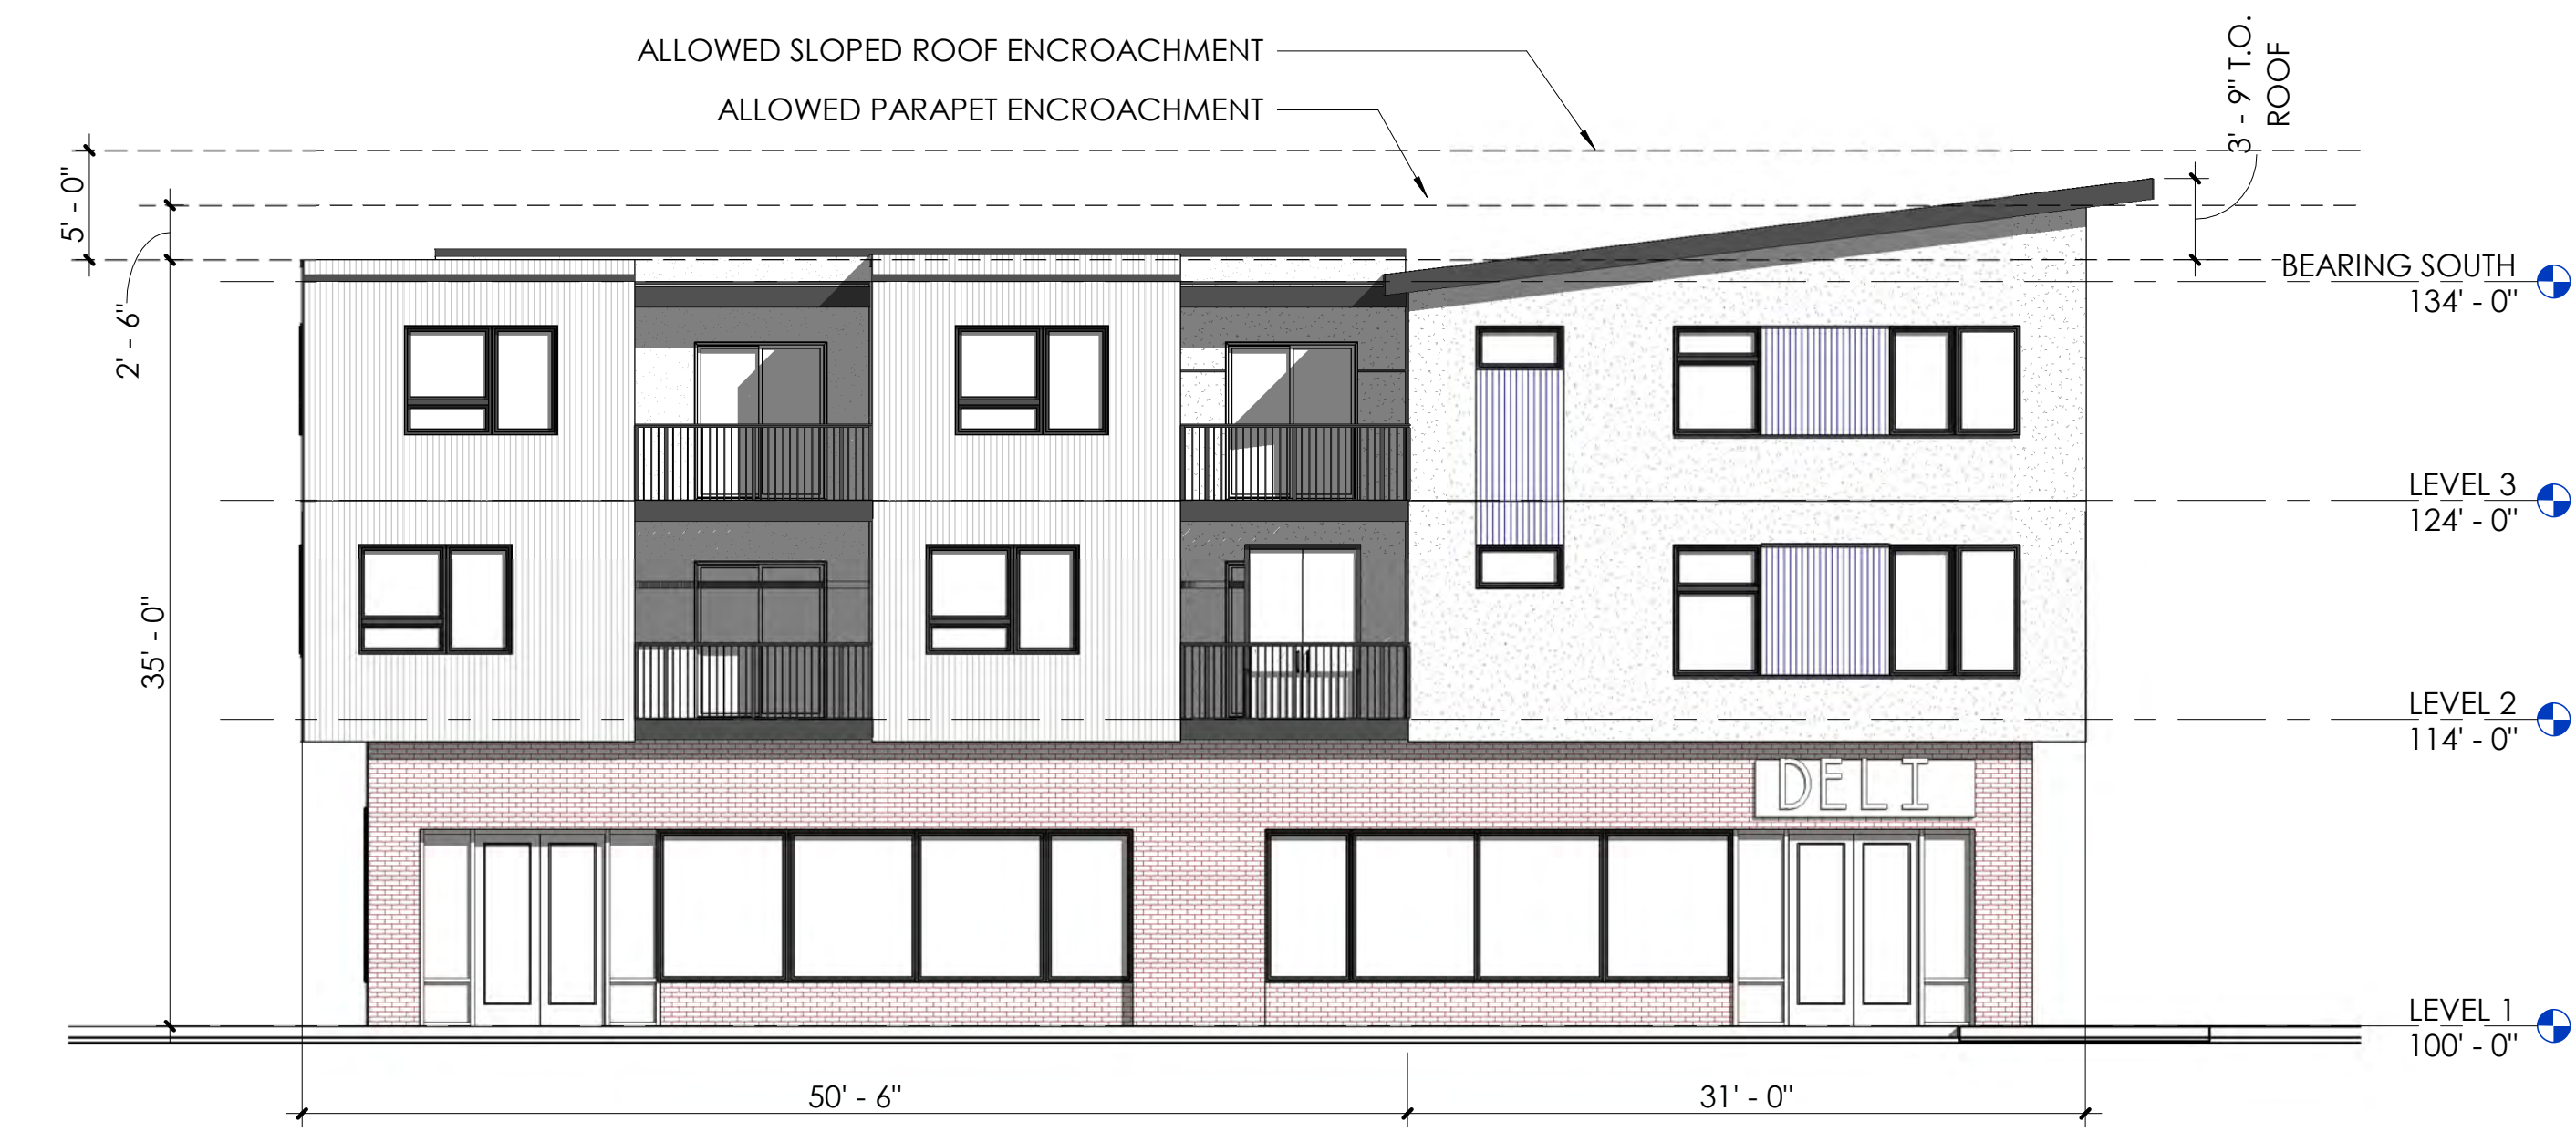 ALLOWED SLOPED ROOF ENCROACHMENT
ALLOWED PARAPET ENCROACHMENT
3' - 9" T.O.
ROOF
5' - 0"
2' - 6"
35' - 0"
BEARING SOUTH
134' - 0"
LEVEL 3
124' - 0"
LEVEL 2
114' - 0"
DELI
LEVEL 1
100' - 0"
50' - 6"
31' - 0"